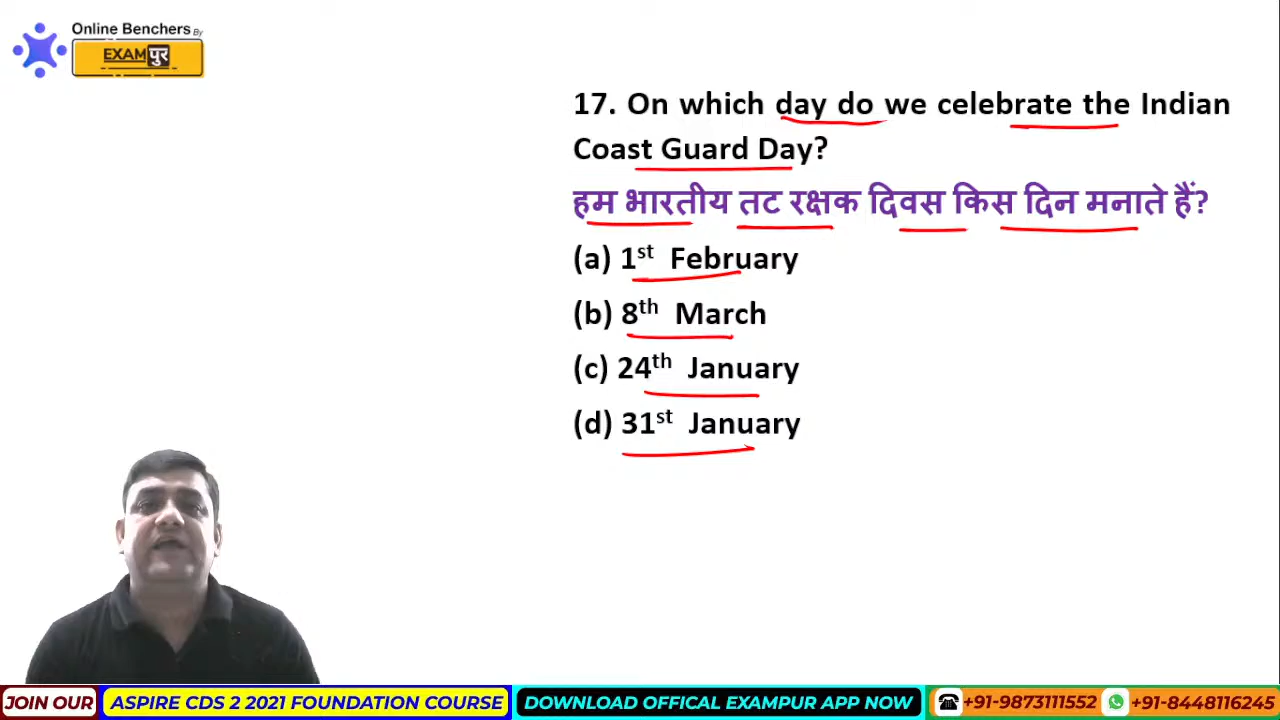 Online Benchers By
EXAMपुर
17. On which day do we celebrate the Indian
Coast Guard Day?
हम भारतीय तट रक्षक दिवस किस दिन मनाते हैं?
(a) 1st February
(b) 8th March
(c) 24th January
(d) 31st January
JOIN OUR ASPIRE CDS 2 2021 FOUNDATION COURSE DOWNLOAD OFFICAL EXAMPUR APP NOW +91-9873111552 +91-8448116245